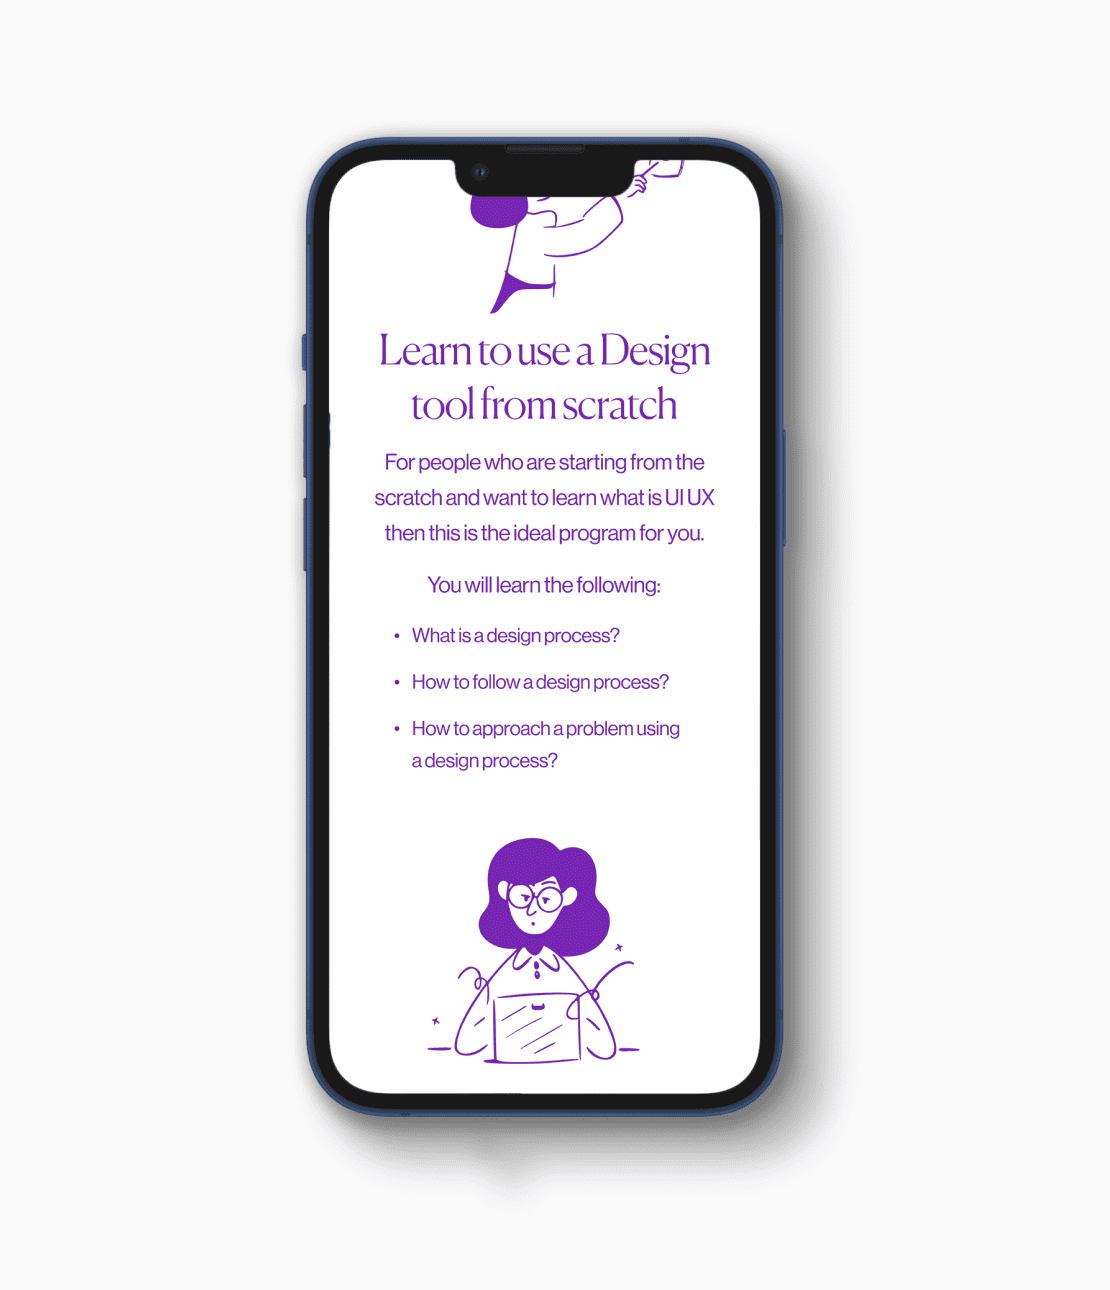 Learn to use a Design
tool from scratch
For people who are starting from the
scratch and want to learn what is UI UX
then this is the ideal program for you.
You will learn the following:
• What is a design process?
• How to follow a design process?
• How to approach a problem using
a design process?